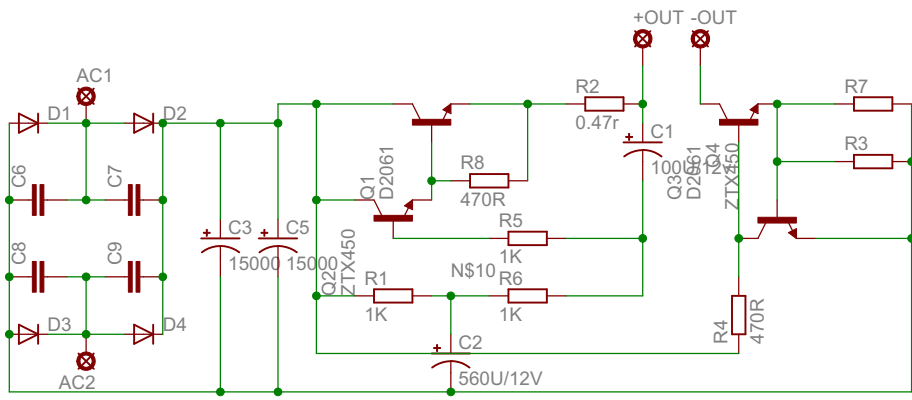 +OUT -OUT
AC1
D1
D2
R2
0.47r
R7
C1
100U/12V
R3
C6
C7
Q1
D2061
R8
470R
Q3
D2061
Q4
ZTX450
C8
C9
C3
15000
C5
15000
Q2
ZTX450
R5
1K
N$10
R1
1K
R6
1K
D3
D4
R4
470R
AC2
C2
560U/12V